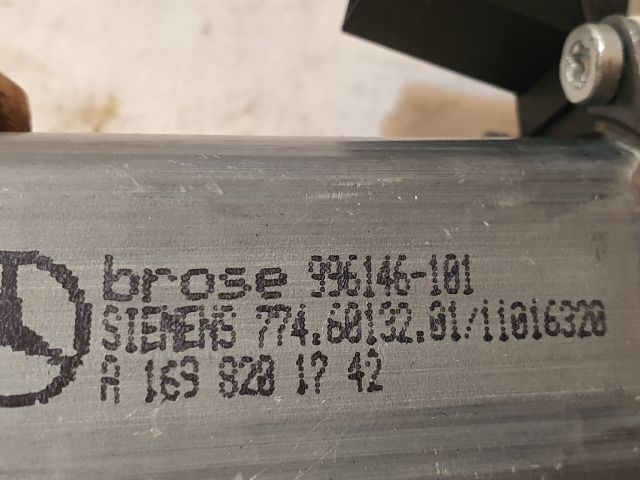 brose 996146-101
SIEMENS 774.60132.01/11016320
A 169 820 17 42